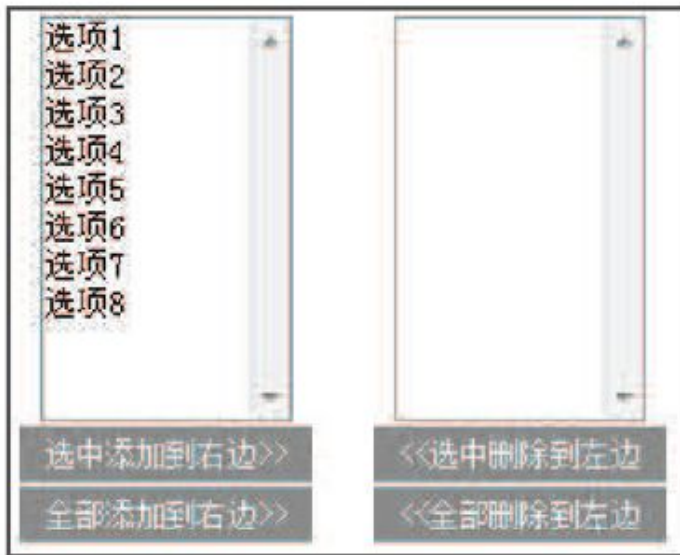 选项1
选项2
选项3
选项4
选项5
选项6
选项7
选项8
选中添加到右边>>
<<选中删除到左边
全部添加到右边>>
<<全部删除到左边